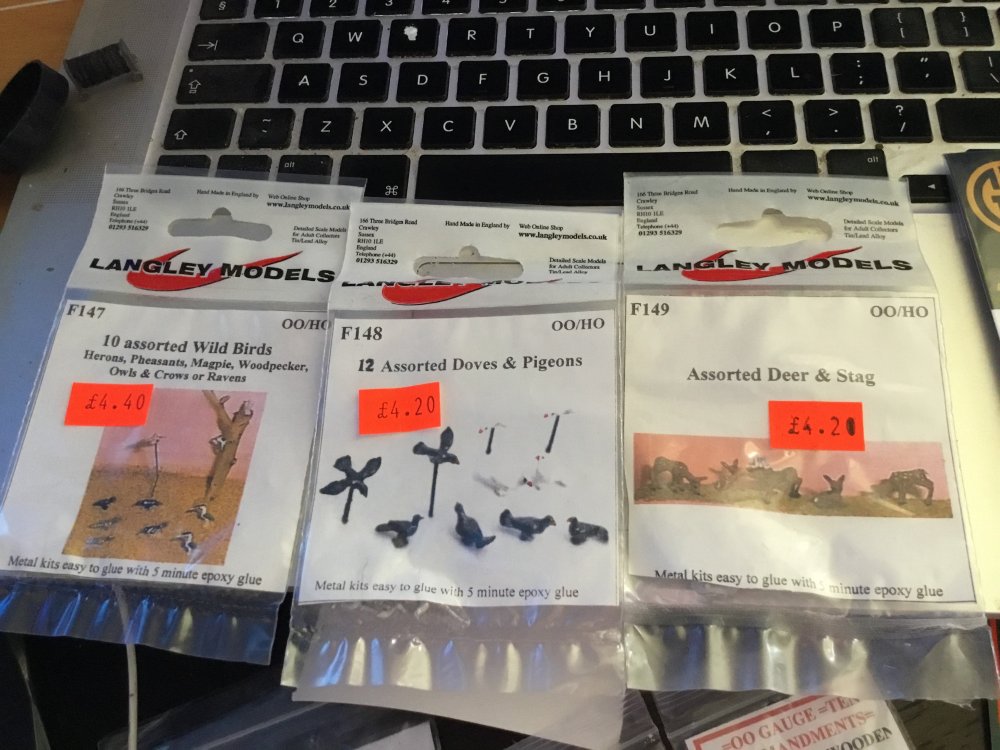 Q W R T Y U I O P { [ } ]
A S D F G H J K L : ; " '
~ ` Z X C V B N M < , > . ? /
alt ⌘ alt
166 Three Bridges Road
Crawley
Sussex
RH10 1LE
England
Telephone (+44)
01293 516329
Hand Made in England by
Web Online Shop
www.langleymodels.co.uk
Detailed Scale Models
for Adult Collectors
Tin/Lead Alloy
LANGLEY MODELS
F147
OO/HO
10 assorted Wild Birds
Herons, Pheasants, Magpie, Woodpecker,
Owls & Crows or Ravens
£4.40
Metal kits easy to glue with 5 minute epoxy glue
166 Three Bridges Road
Crawley
Sussex
RH10 1LE
England
Telephone (+44)
01293 516329
Hand Made in England by
Web Online Shop
www.langleymodels.co.uk
Detailed Scale Models
for Adult Collectors
Tin/Lead Alloy
F148
OO/HO
12 Assorted Doves & Pigeons
£4.20
Metal kits easy to glue with 5 minute epoxy glue
166 Three Bridges Road
Crawley
Sussex
RH10 1LE
England
Telephone (+44)
01293 516329
Hand Made in England by
Web Online Shop
www.langleymodels.co.uk
Detailed Scale Models
for Adult Collectors
Tin/Lead Alloy
LANGLEY MODELS
F149
OO/HO
Assorted Deer & Stag
£4.20
Metal kits easy to glue with 5 minute epoxy glue
=OO GAUGE =TEN